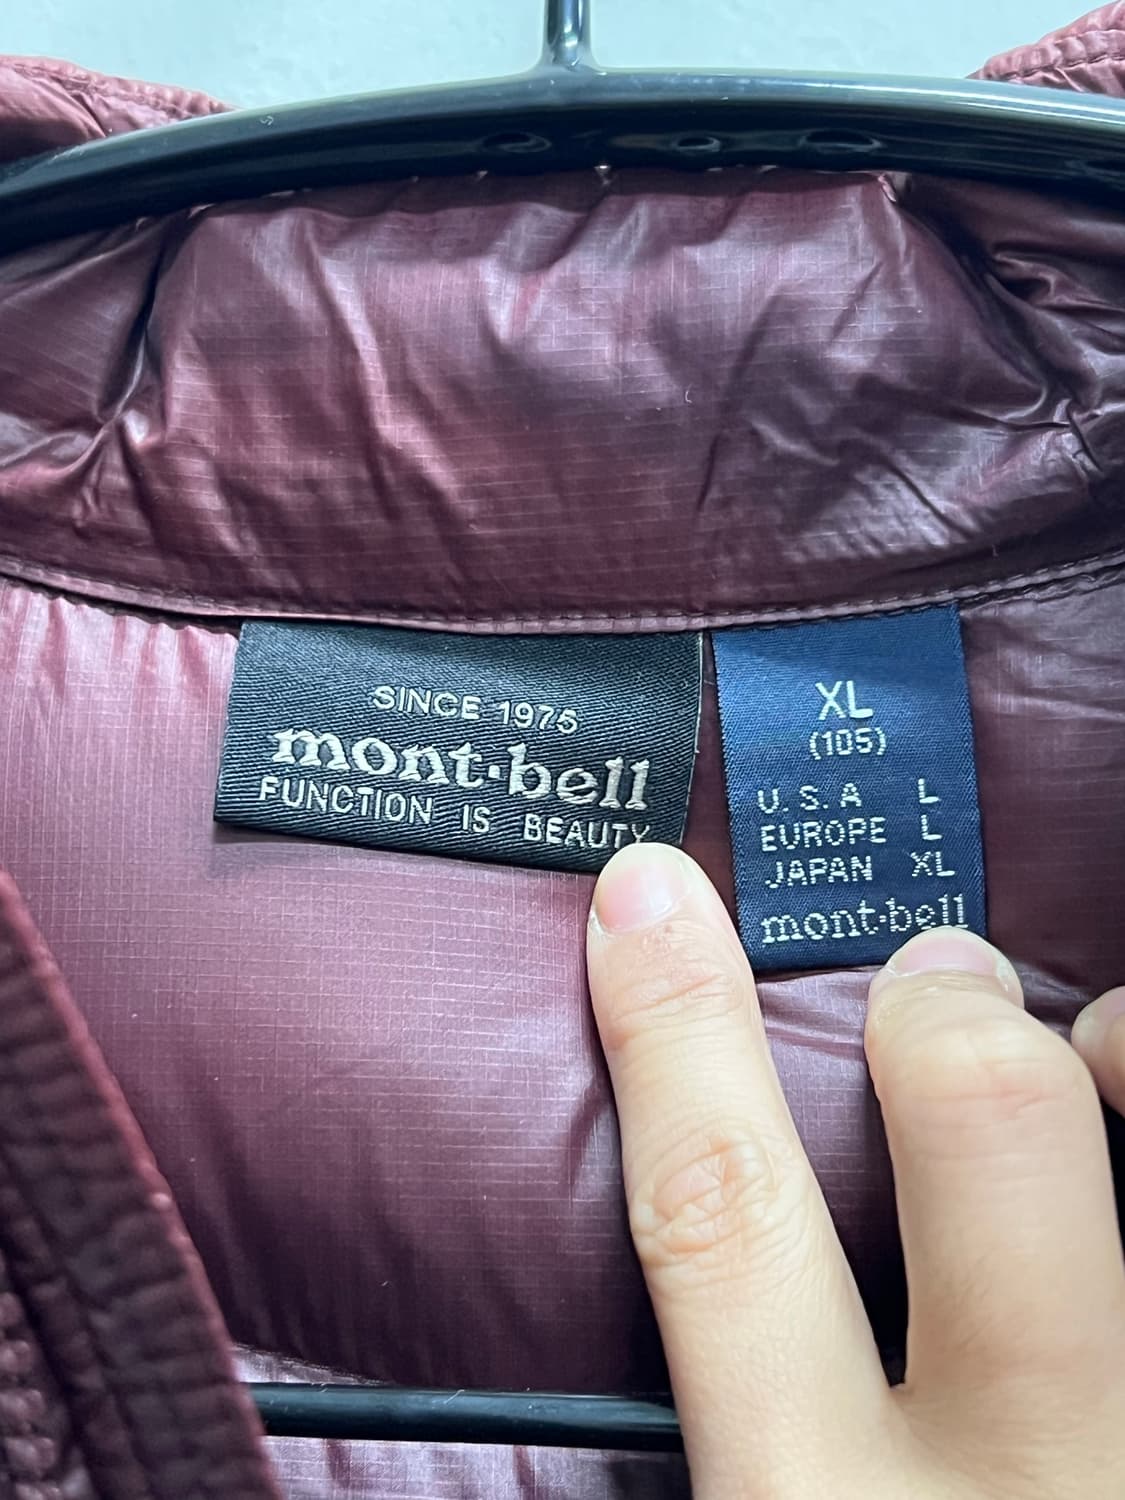 SINCE 1975
mont·bell
FUNCTION IS BEAUTY
XL
(105)
U.S.A L
EUROPE L
JAPAN XL
mont·bell